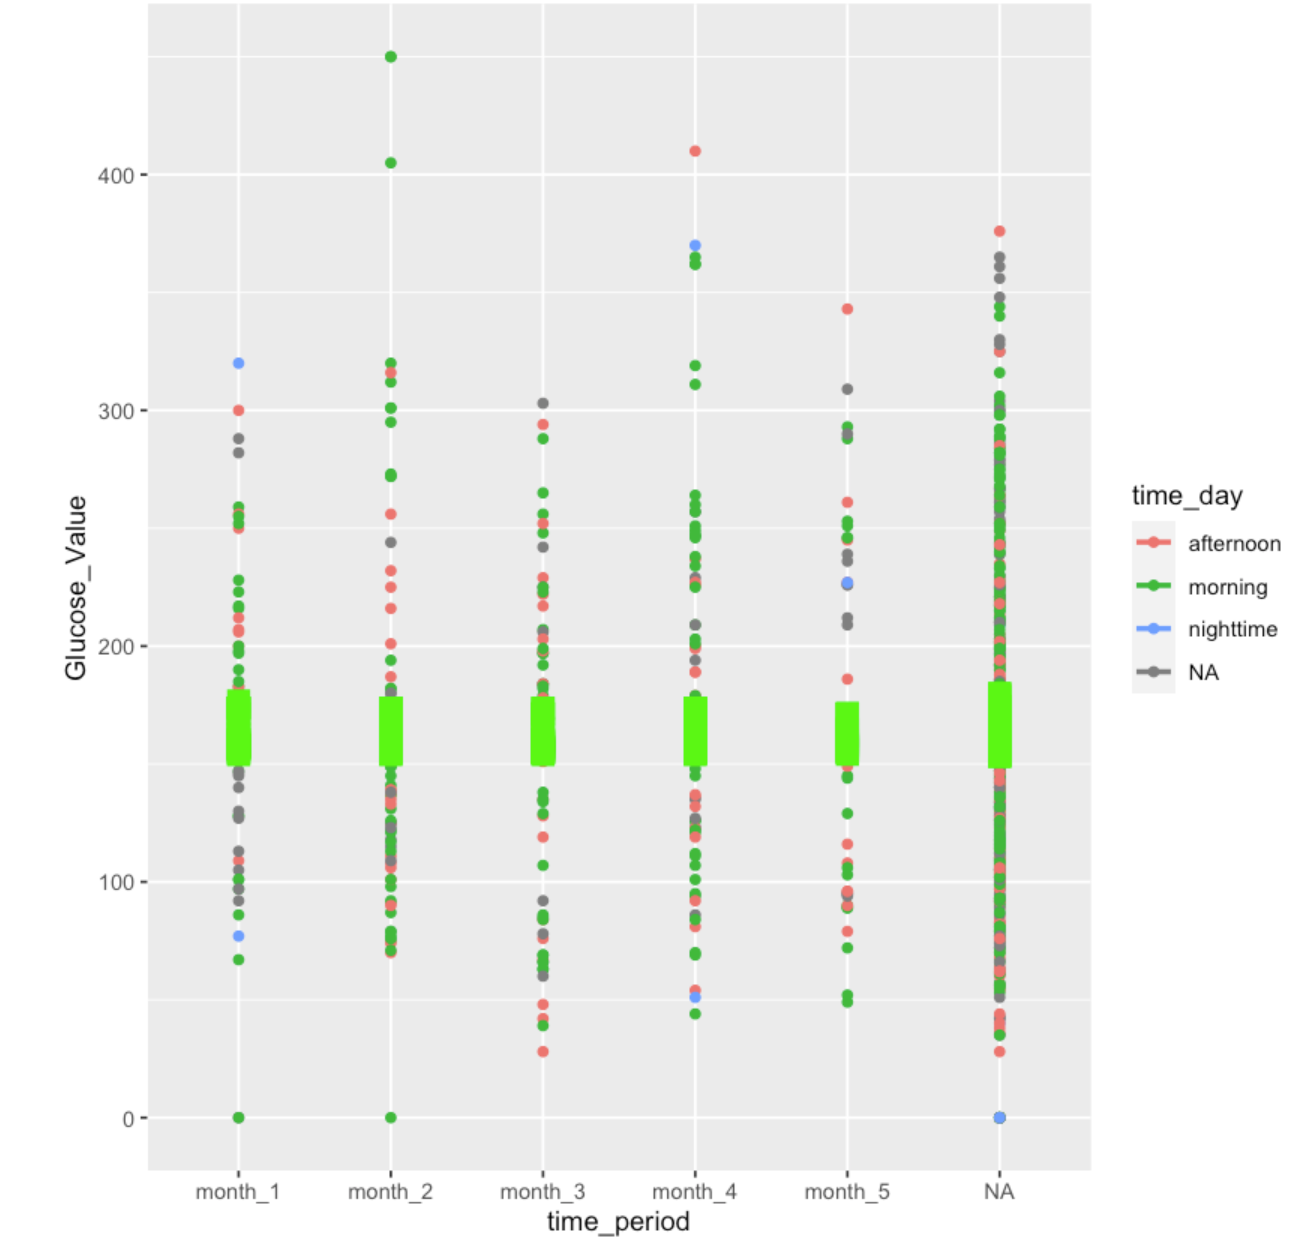 400
300
200
100
0
Glucose_Value
month_1 month_2 month_3 month_4 month_5 NA
time_period
time_day
afternoon
morning
nighttime
NA